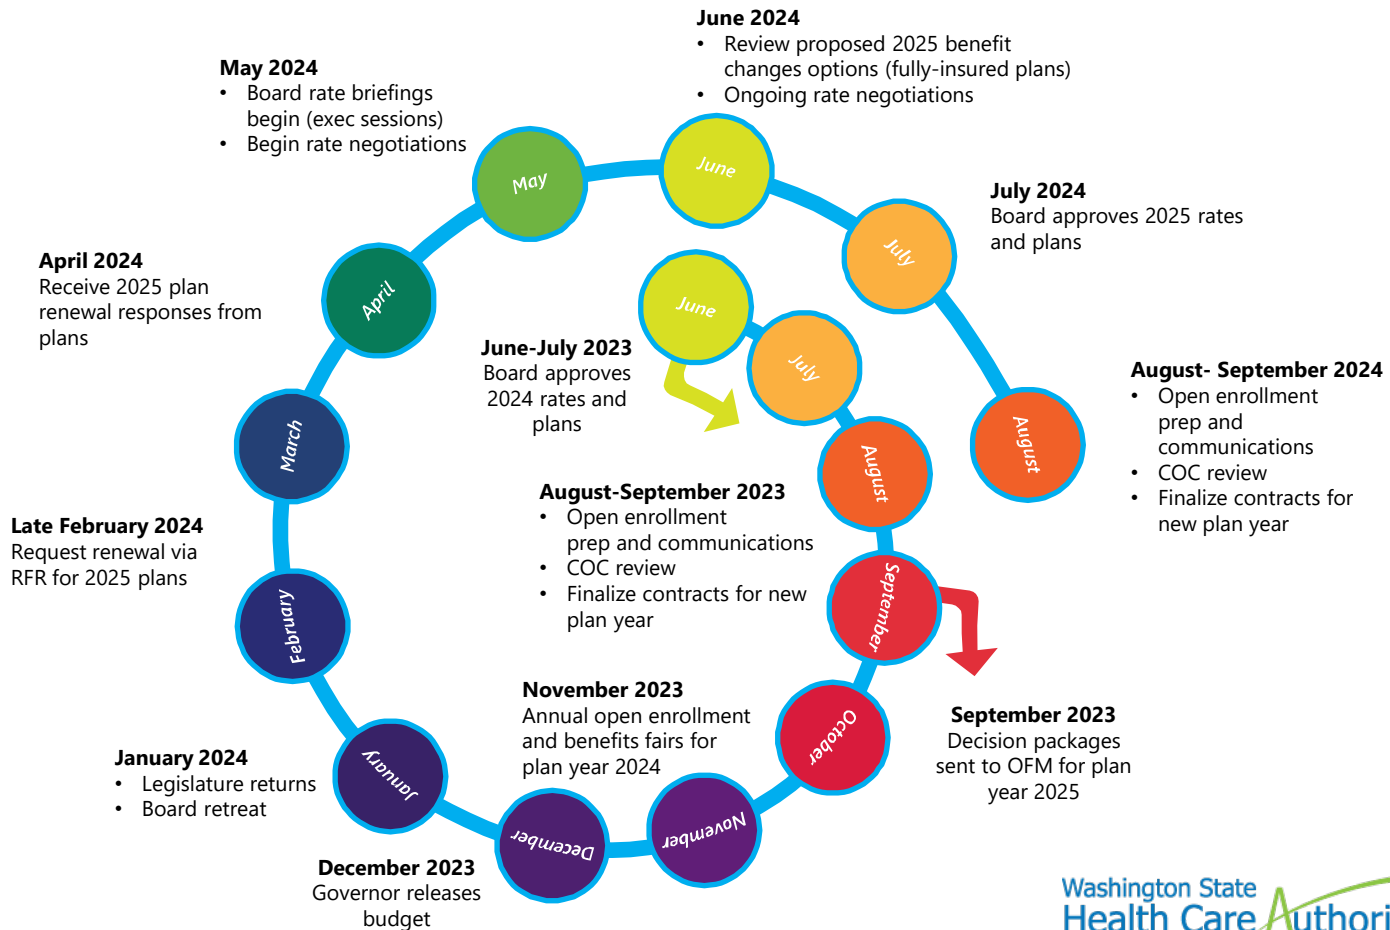 June 2024
• Review proposed 2025 benefit
changes options (fully-insured plans)
• Ongoing rate negotiations
May 2024
• Board rate briefings
begin (exec sessions)
• Begin rate negotiations
May
June
July 2024
Board approves 2025 rates
and plans
July
April 2024
Receive 2025 plan
renewal responses from
plans
April
June
June-July 2023
Board approves
2024 rates and
plans
July
August- September 2024
• Open enrollment
prep and
communications
• COC review
• Finalize contracts for
new plan year
August
March
August
August-September 2023
• Open enrollment
prep and communications
• COC review
• Finalize contracts for new
plan year
Late February 2024
Request renewal via
RFR for 2025 plans
February
September
September 2023
Decision packages
sent to OFM for plan
year 2025
November 2023
Annual open enrollment
and benefits fairs for
plan year 2024
October
January 2024
• Legislature returns
• Board retreat
January
November
December
December 2023
Governor releases
budget
Washington State
Health Care Authori